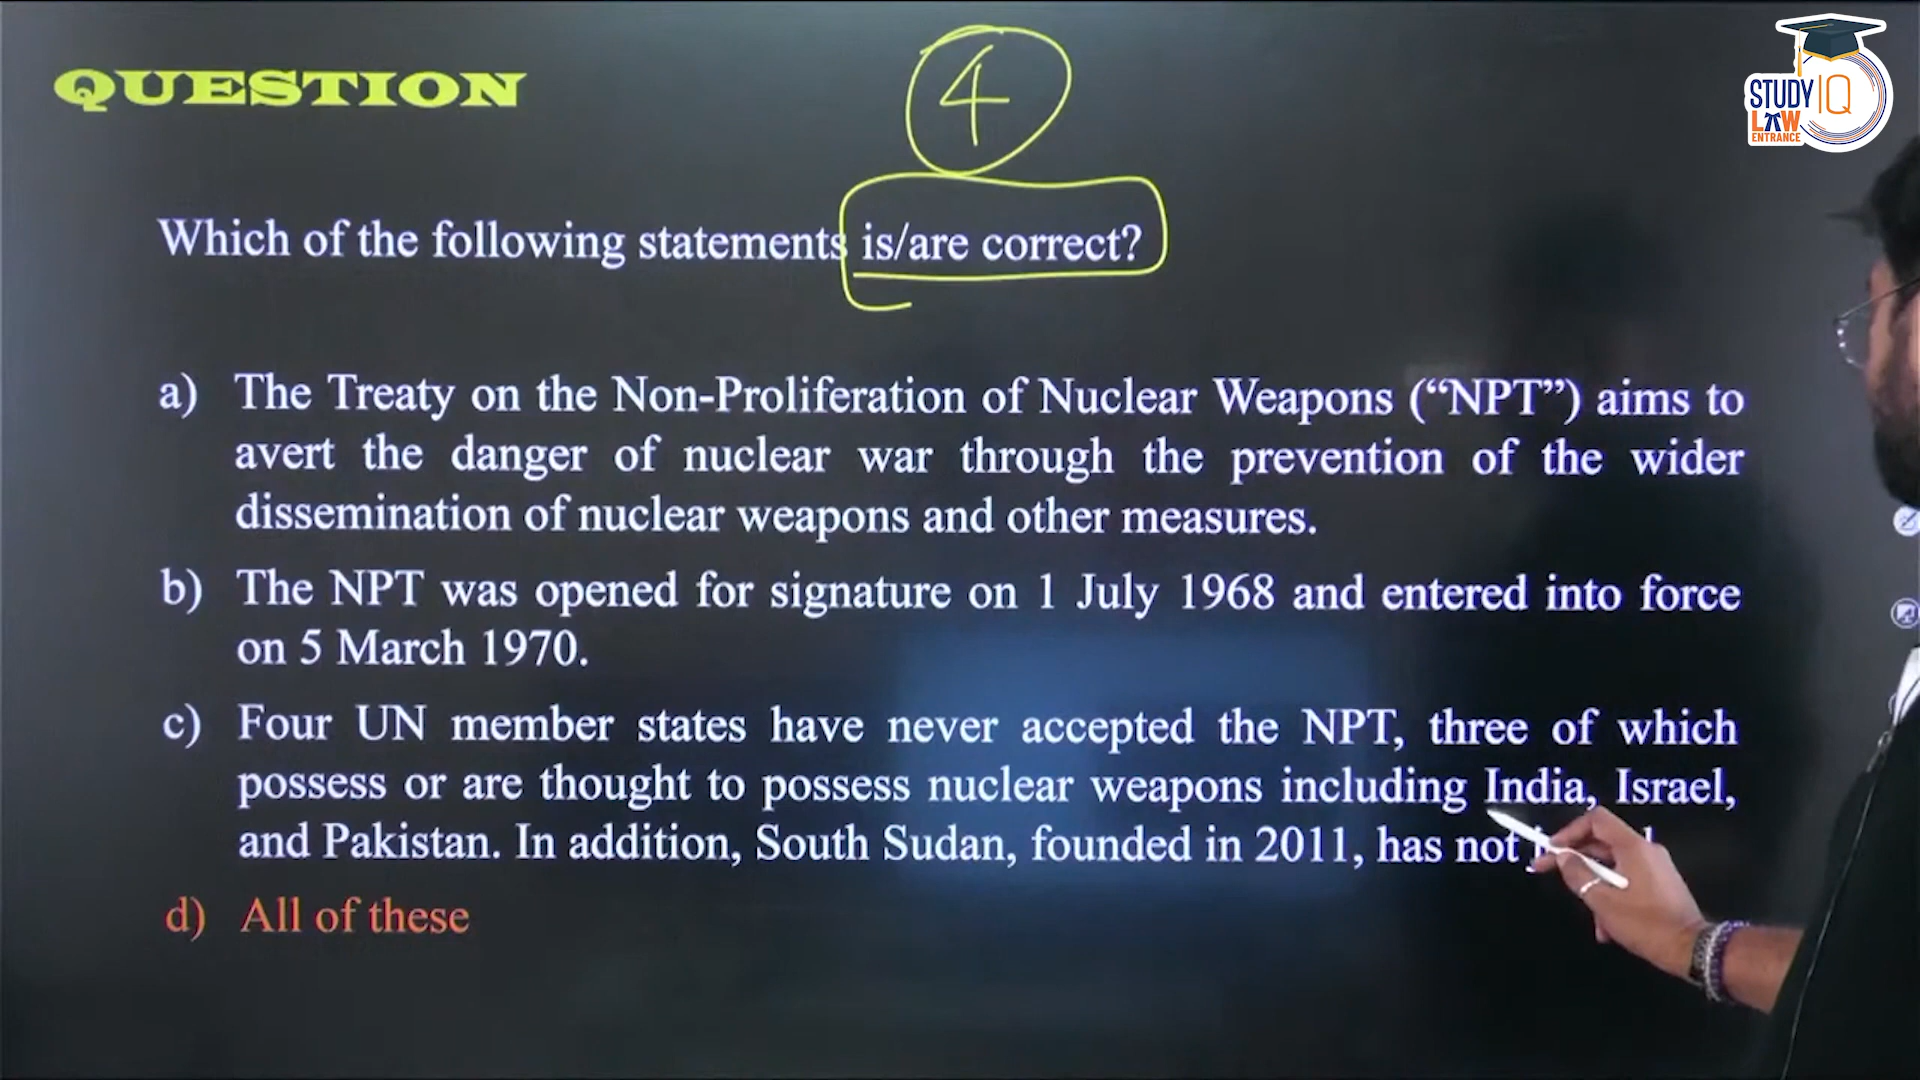 4
QUESTION
STUDY IQ
LAW
ENTRANCE
Which of the following statements is/are correct?
a) The Treaty on the Non-Proliferation of Nuclear Weapons (“NPT”) aims to
avert the danger of nuclear war through the prevention of the wider
dissemination of nuclear weapons and other measures.
b) The NPT was opened for signature on 1 July 1968 and entered into force
on 5 March 1970.
c) Four UN member states have never accepted the NPT, three of which
possess or are thought to possess nuclear weapons including India, Israel,
and Pakistan. In addition, South Sudan, founded in 2011, has not
d) All of these